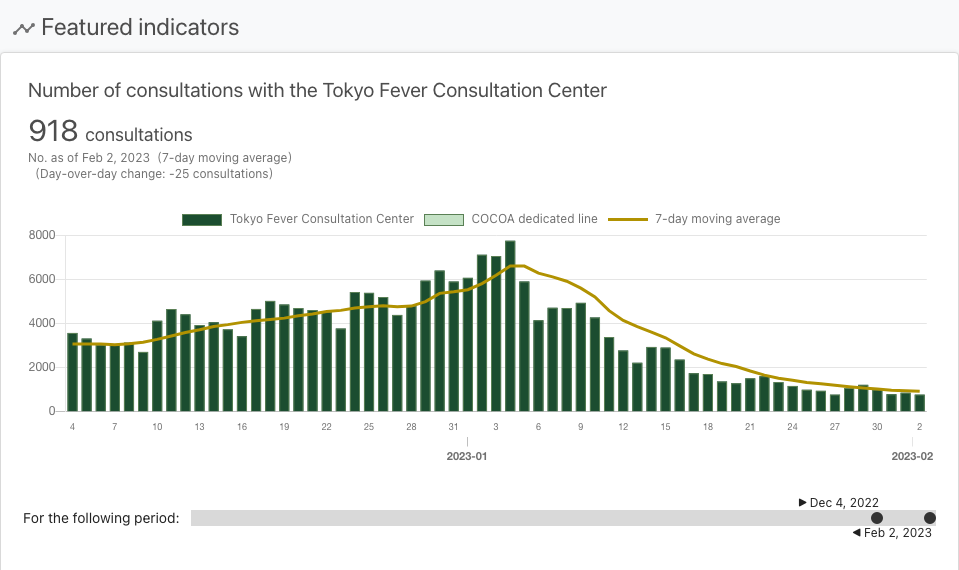 Featured indicators
Number of consultations with the Tokyo Fever Consultation Center
918 consultations
No. as of Feb 2, 2023 (7-day moving average)
(Day-over-day change: -25 consultations)
Tokyo Fever Consultation Center COCOA dedicated line 7-day moving average
8000
6000
4000
2000
0
4 7 10 13 16 19 22 25 28 31 3 6 9 12 15 18 21 24 27 30 2
2023-01 2023-02
▶ Dec 4, 2022
For the following period:
◀ Feb 2, 2023